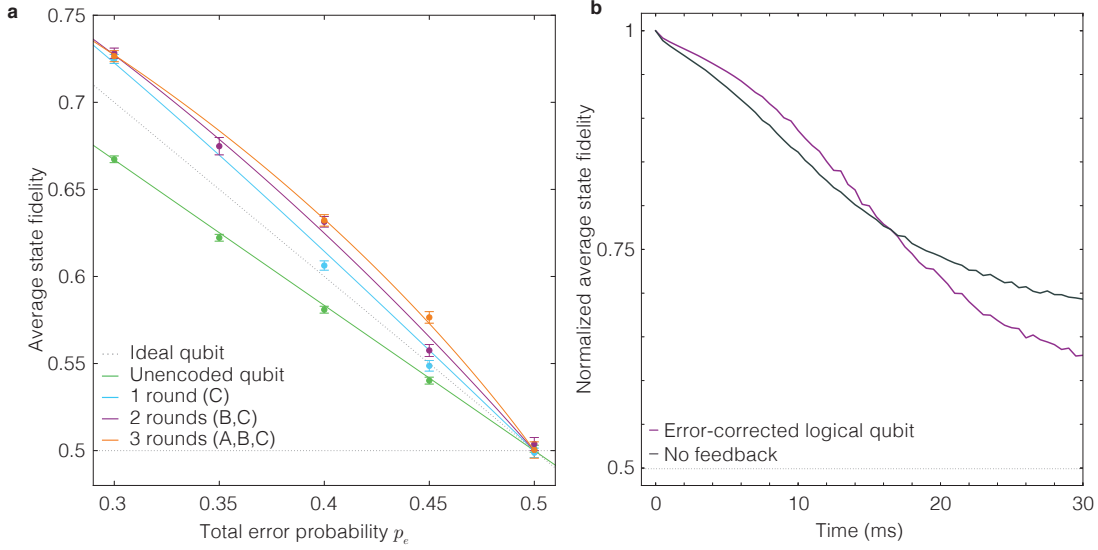 a
Average state fidelity
0.75
0.7
0.65
0.6
0.55
0.5
Ideal qubit
Unencoded qubit
1 round (C)
2 rounds (B,C)
3 rounds (A,B,C)
0.3 0.35 0.4 0.45 0.5
Total error probability pₑ
b
Normalized average state fidelity
1
0.75
0.5
Error-corrected logical qubit
No feedback
0 10 20 30
Time (ms)